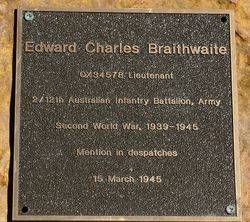 Edward Charles Braithwaite
QX34578 Lieutenant
2/12th Australian Infantry Battalion, Army
Second World War, 1939-1945
Mention in despatches
15 March 1945